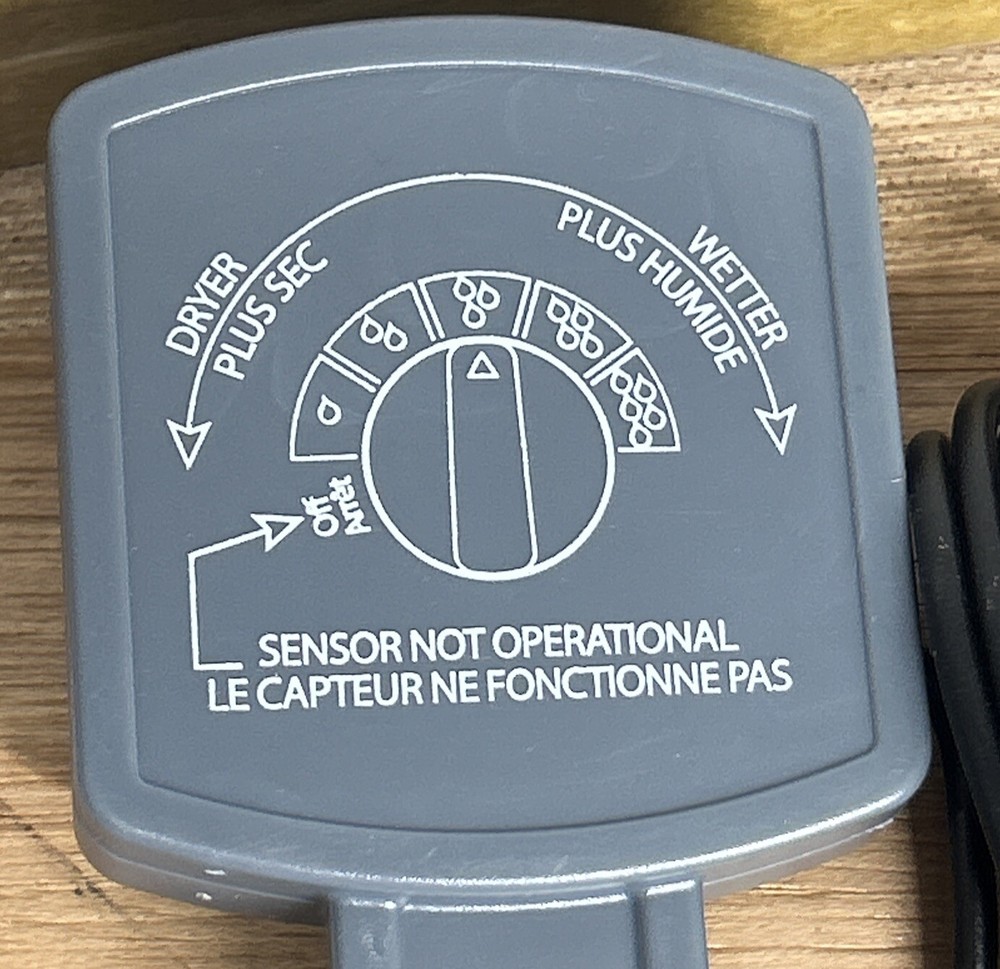 DRYER
PLUS SEC
PLUS HUMIDE
WETTER
Off
Arrêt
SENSOR NOT OPERATIONAL
LE CAPTEUR NE FONCTIONNE PAS